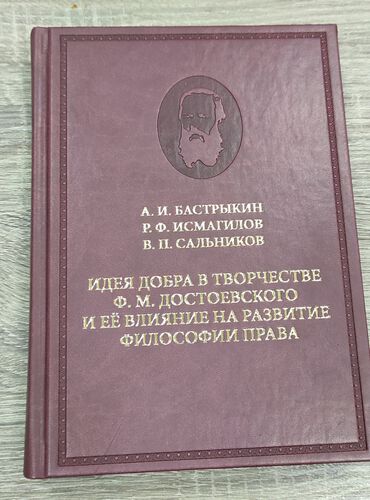 А. И. БАСТРЫКИН
Р. Ф. ИСМАГИЛОВ
В. П. САЛЬНИКОВ
ИДЕЯ ДОБРА В ТВОРЧЕСТВЕ
Ф. М. ДОСТОЕВСКОГО
И ЕЁ ВЛИЯНИЕ НА РАЗВИТИЕ
ФИЛОСОФИИ ПРАВА